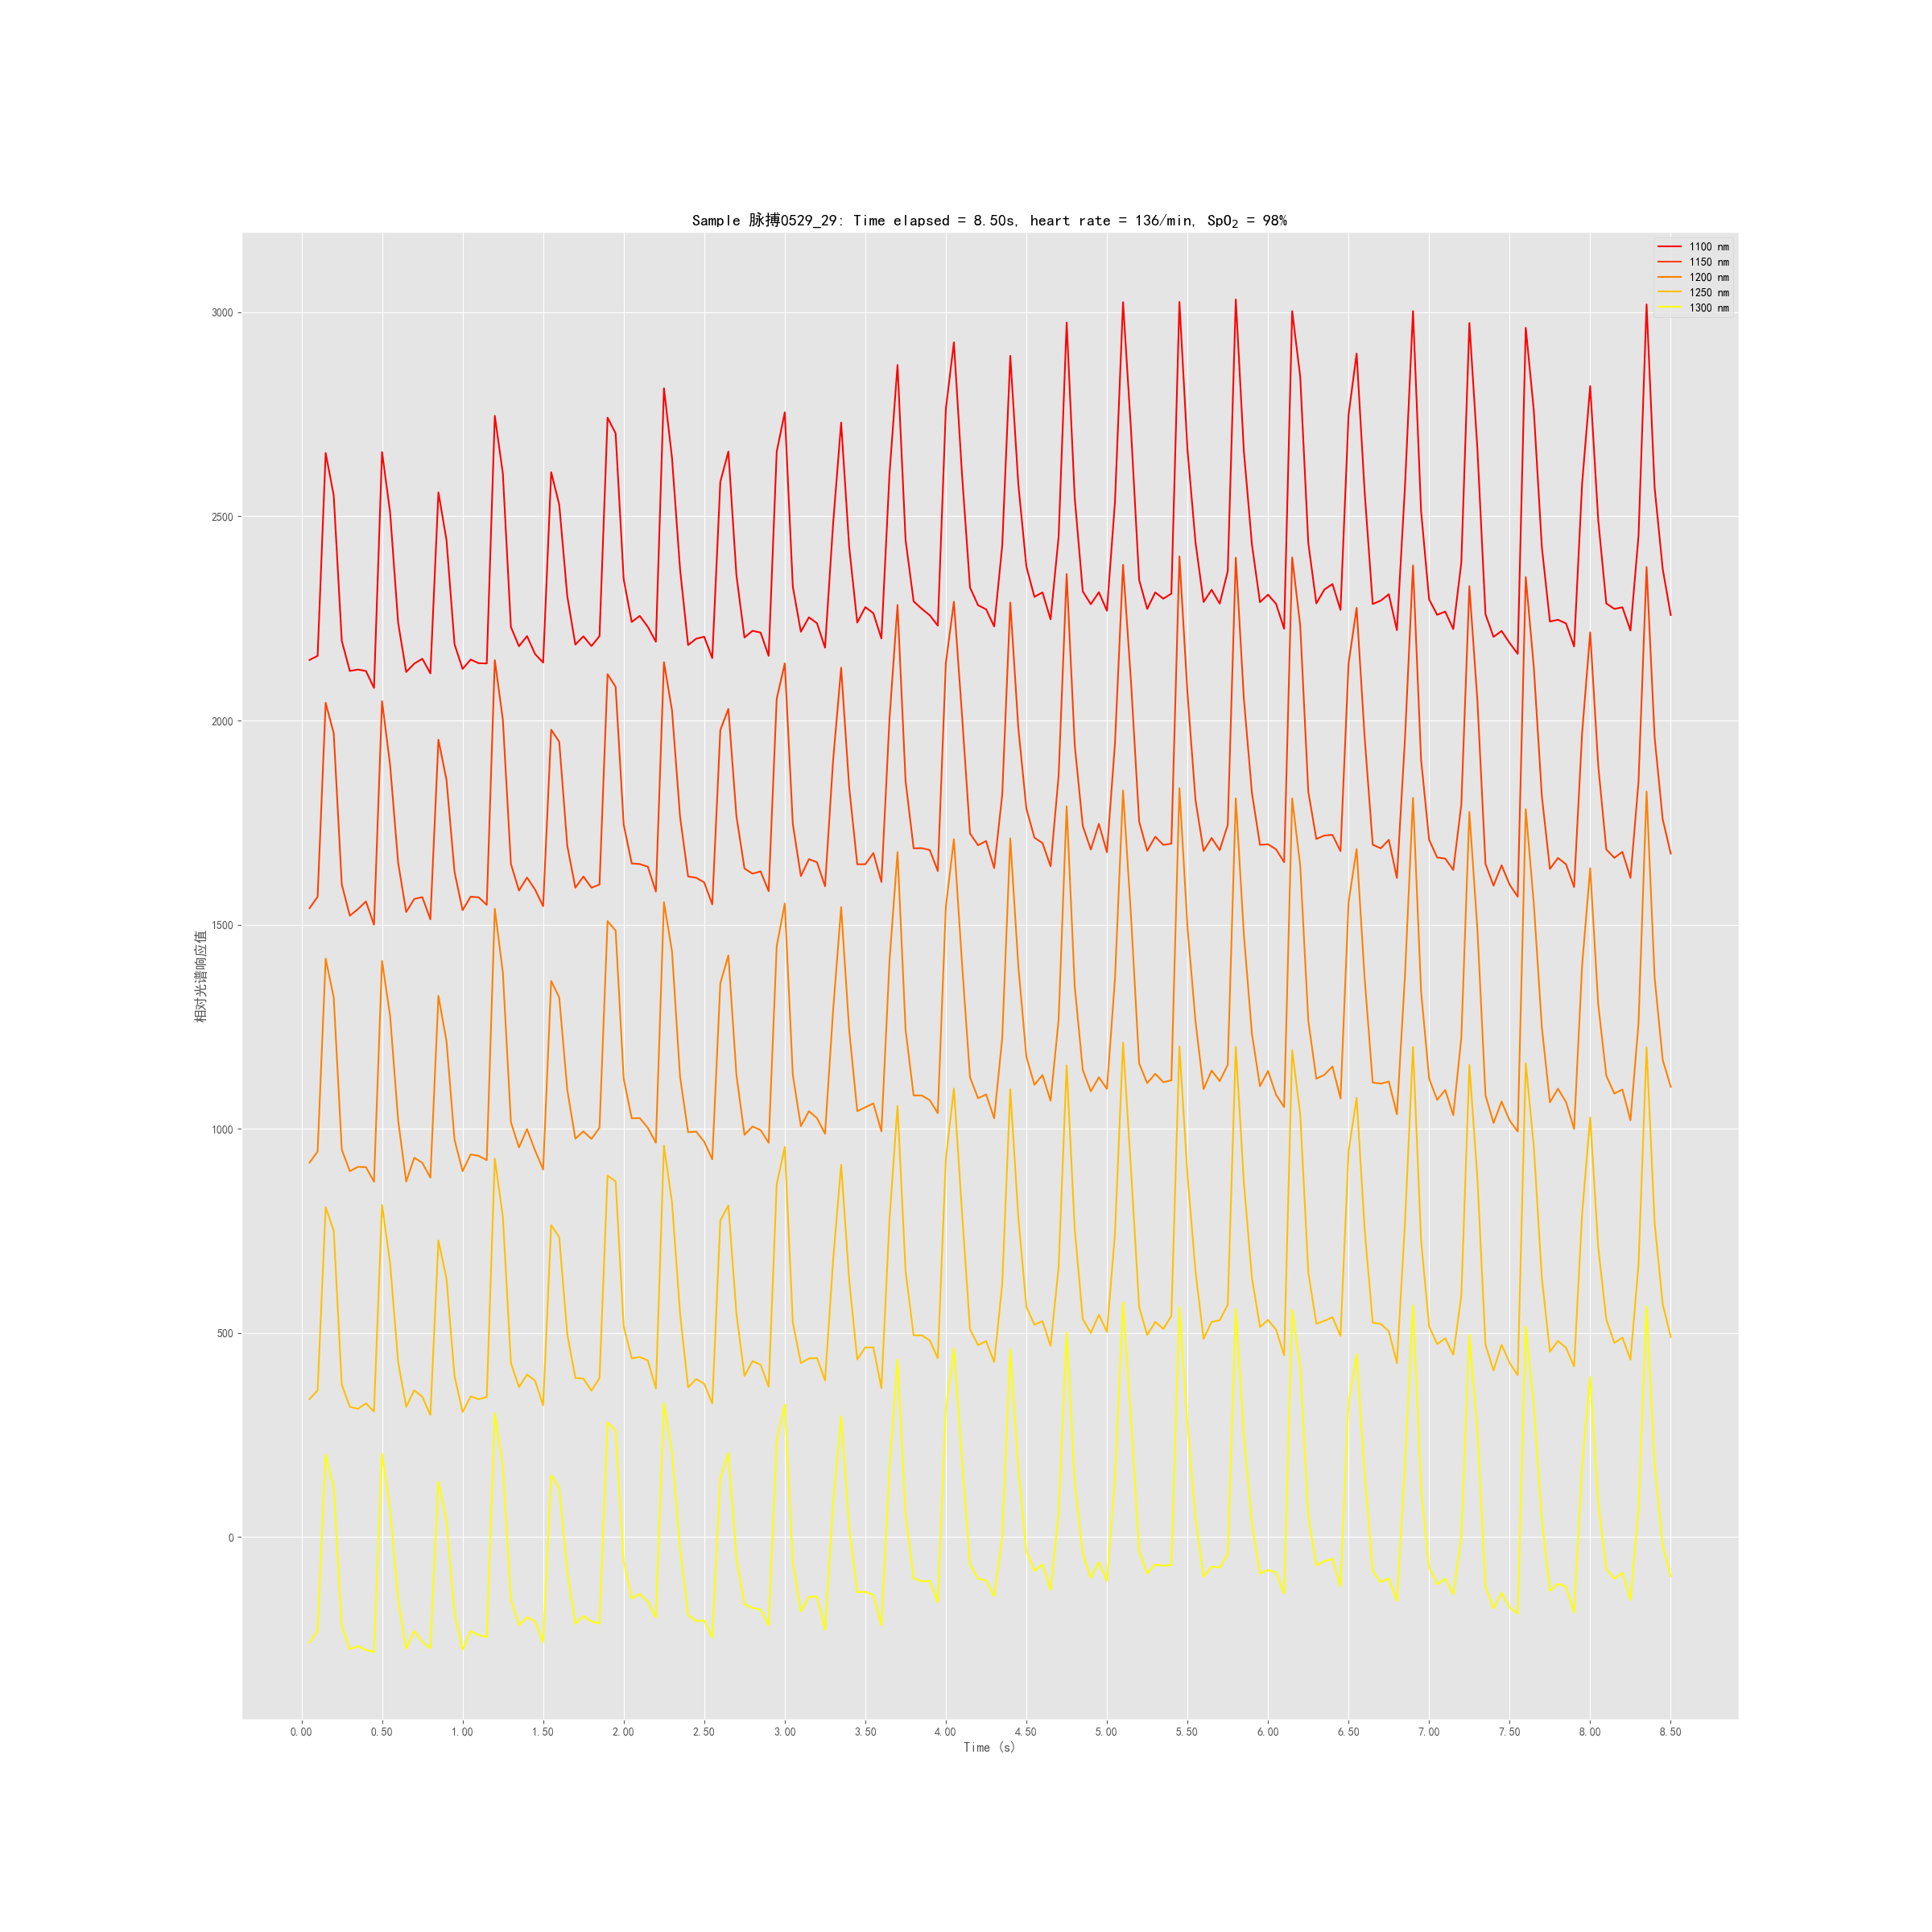 Sample 脉搏0529_29: Time elapsed = 8.50s, heart rate = 136/min, SpO₂ = 98%
1100 nm
1150 nm
1200 nm
1250 nm
1300 nm
3000
2500
2000
1500
1000
500
0
相对光谱响应值
0.00 0.50 1.00 1.50 2.00 2.50 3.00 3.50 4.00 4.50 5.00 5.50 6.00 6.50 7.00 7.50 8.00 8.50
Time (s)